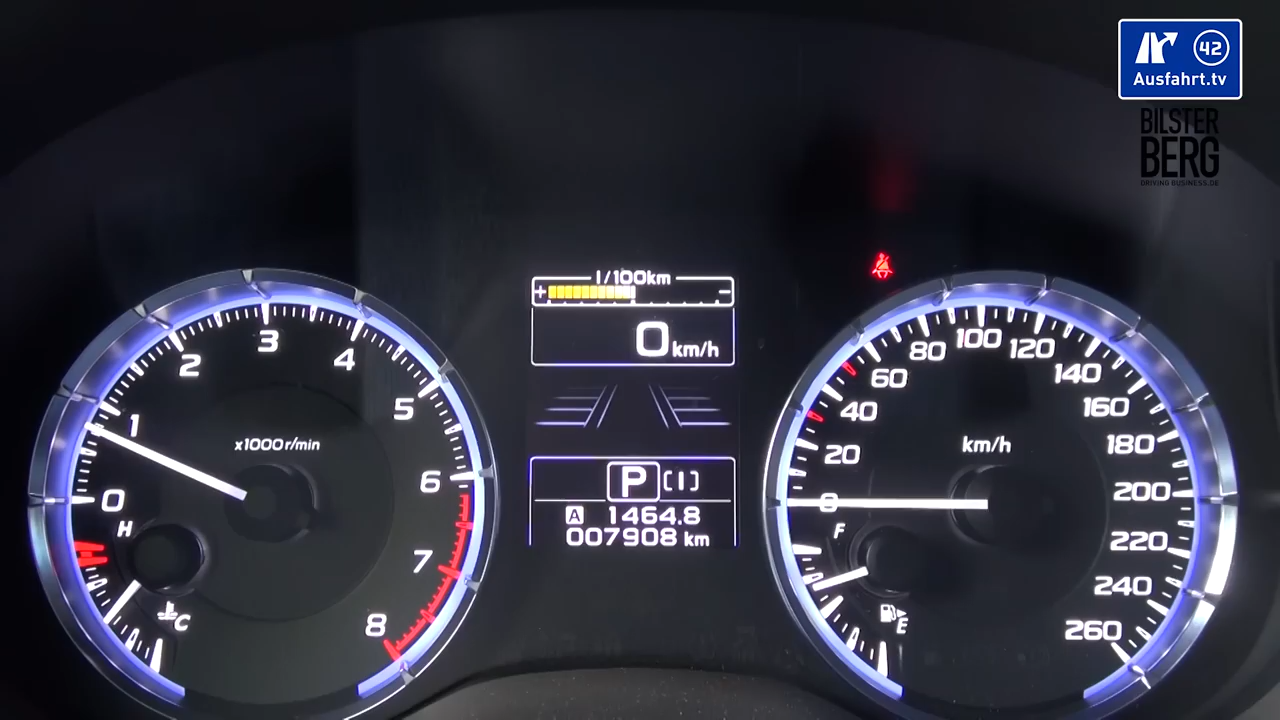 42
Ausfahrt.tv
BILSTER
BERG
DRIVING BUSINESS.DE
l/100km
+ −
0 km/h
P [I]
A 1464.8
007908 km
0
1
2
3
4
5
6
7
8
x1000r/min
H
C
0
20
40
60
80
100
120
140
160
180
200
220
240
260
km/h
F
E